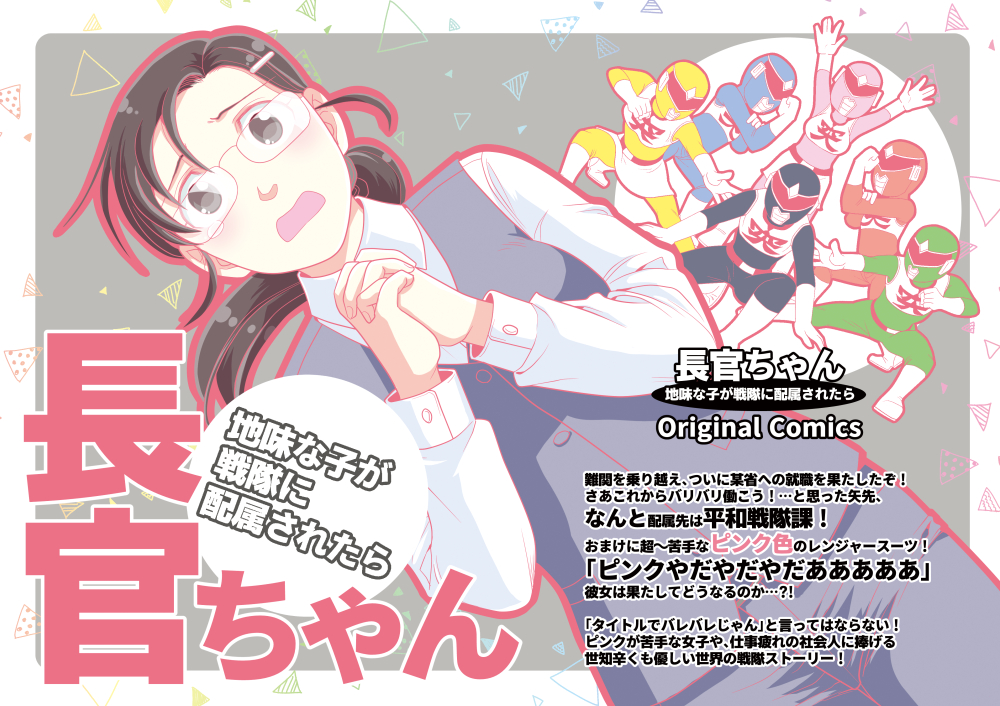 長官ちゃん
地味な子が
戦隊に
配属されたら
長官ちゃん
地味な子が戦隊に配属されたら
Original Comics
難関を乗り越え、ついに某省への就職を果たしたぞ！
さあこれからバリバリ働こう！…と思った矢先、
なんと配属先は平和戦隊課！
おまけに超〜苦手なピンク色のレンジャースーツ！
「ピンクやだやだやだあああああ」
彼女は果たしてどうなるのか…?!
「タイトルでバレバレじゃん」と言ってはならない！
ピンクが苦手な女子や、仕事疲れの社会人に捧げる
世知辛くも優しい世界の戦隊ストーリー！